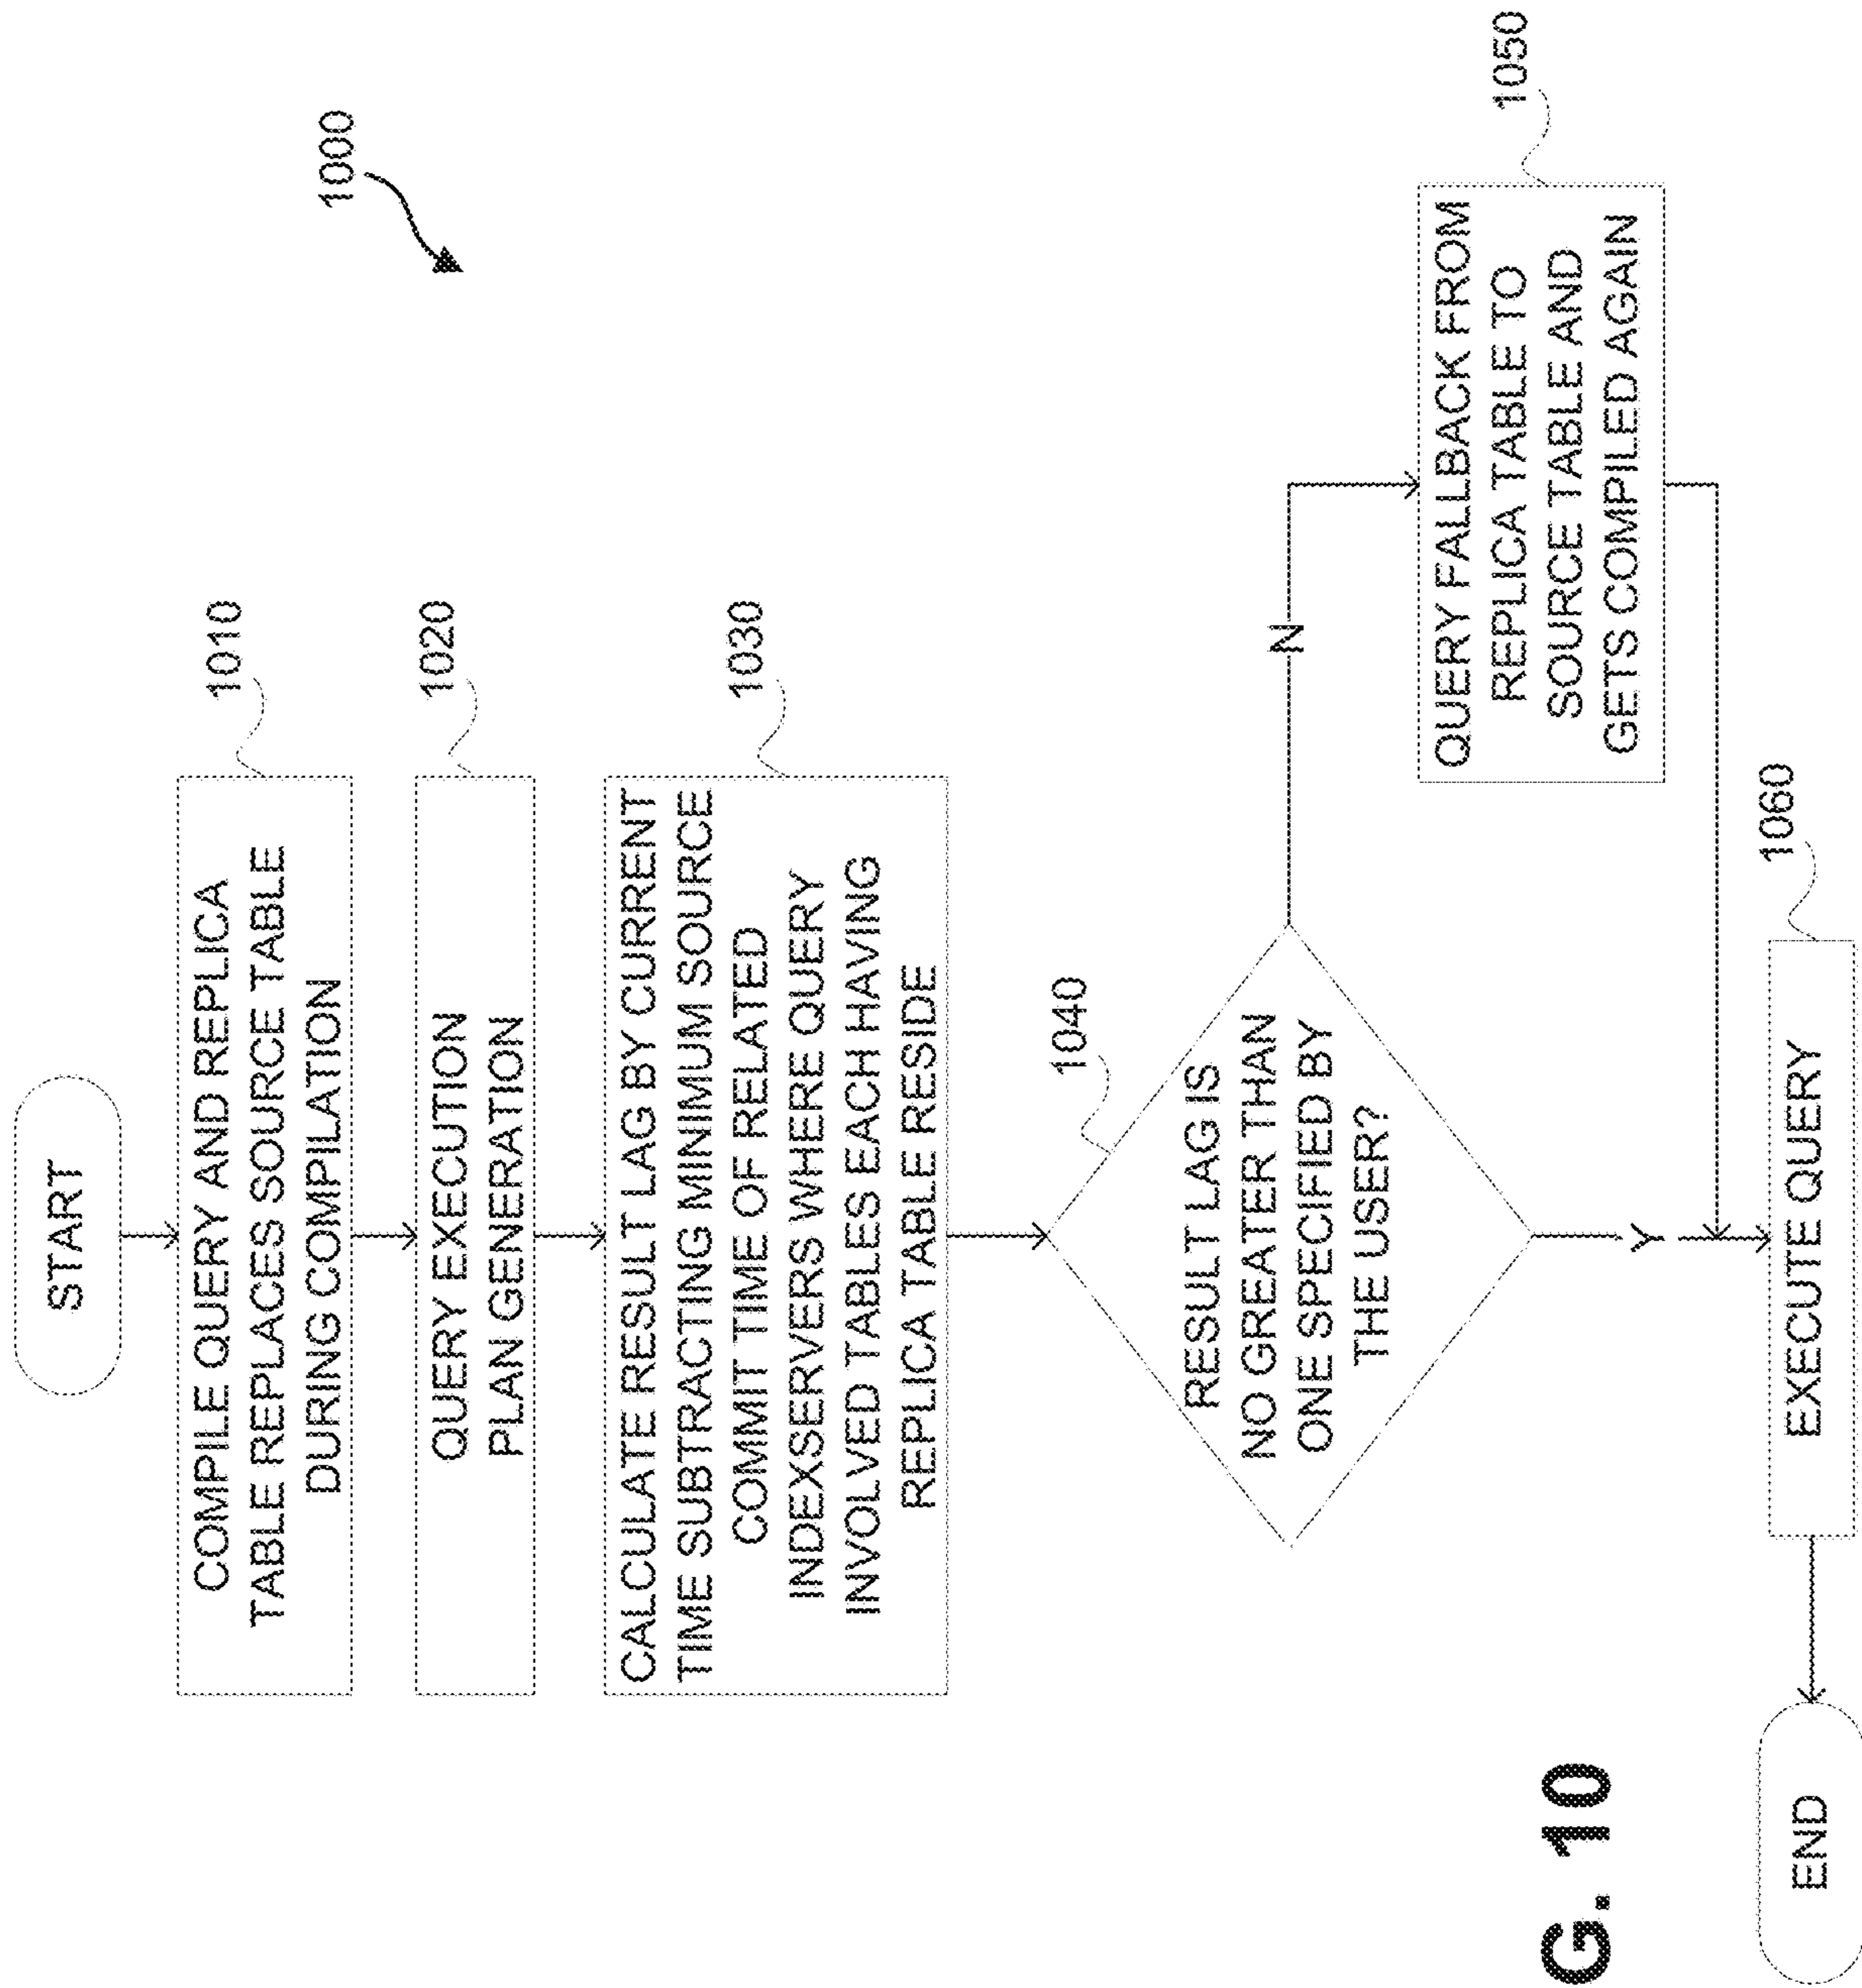 1000
START
COMPILE QUERY AND REPLICA
TABLE REPLACES SOURCE TABLE
DURING COMPILATION
1010
QUERY EXECUTION
PLAN GENERATION
1020
CALCULATE RESULT LAG BY CURRENT
TIME SUBTRACTING MINIMUM SOURCE
COMMIT TIME OF RELATED
INDEXSERVERS WHERE QUERY
INVOLVED TABLES EACH HAVING
REPLICA TABLE RESIDE
1030
RESULT LAG IS
NO GREATER THAN
ONE SPECIFIED BY
THE USER?
1040
N
QUERY FALLBACK FROM
REPLICA TABLE TO
SOURCE TABLE AND
GETS COMPILED AGAIN
1050
Y
EXECUTE QUERY
1060
END
G. 10